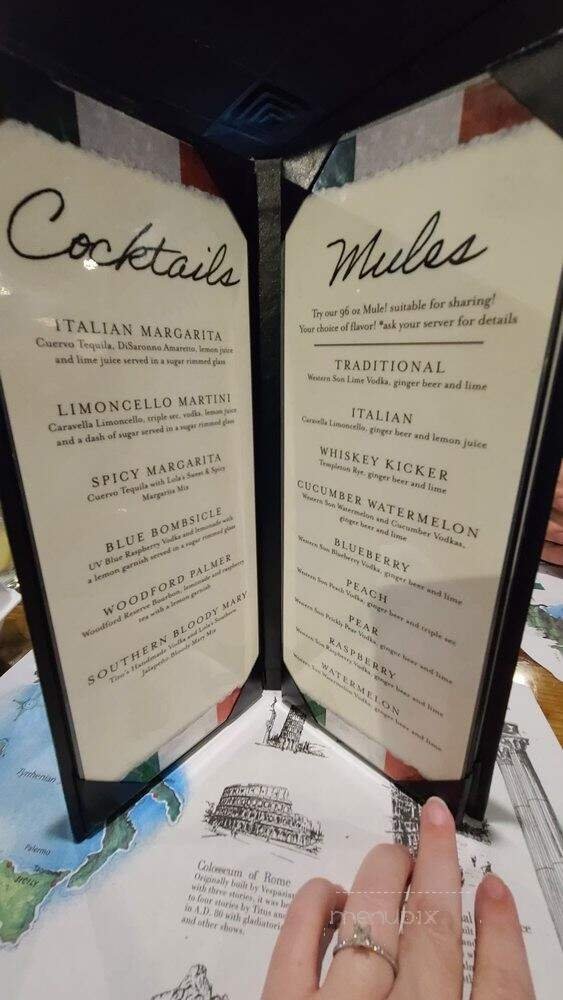 Cocktails
ITALIAN MARGARITA
Cuervo Tequila, DiSaronno Amaretto, lemon juice
and lime juice served in a sugar rimmed glass
LIMONCELLO MARTINI
Caravella Limoncello, triple sec, vodka, lemon juice
and a dash of sugar served in a sugar rimmed glass
SPICY MARGARITA
Cuervo Tequila with Lola's Sweet & Spicy
Margarita Mix
BLUE BOMBSICLE
UV Blue Raspberry Vodka and lemonade with
a lemon garnish served in a sugar rimmed glass
WOODFORD PALMER
Woodford Reserve Bourbon, lemonade and raspberry
tea with a lemon garnish
SOUTHERN BLOODY MARY
Tito's Handmade Vodka and Lola's Southern
Jalapeño Bloody Mary Mix
Mules
Try our 96 oz Mule! suitable for sharing!
Your choice of flavor! *ask your server for details
TRADITIONAL
Western Son Lime Vodka, ginger beer and lime
ITALIAN
Caravella Limoncello, ginger beer and lemon juice
WHISKEY KICKER
Templeton Rye, ginger beer and lime
CUCUMBER WATERMELON
Western Son Watermelon and Cucumber Vodkas,
ginger beer and lime
BLUEBERRY
Western Son Blueberry Vodka, ginger beer and lime
PEACH
Western Son Peach Vodka, ginger beer and triple sec
PEAR
Western Son Prickly Pear Vodka, ginger beer and lime
RASPBERRY
Western Son Raspberry Vodka, ginger beer and lime
WATERMELON
Western Son Watermelon Vodka, ginger beer and lime
Tyrrhenian
Palermo
SICILY
Colosseum of Rome
Originally built by Vespasian
with three stories, it was
to four stories by Titus and
in A.D. 80 with gladiatorial
and other shows.
menupix